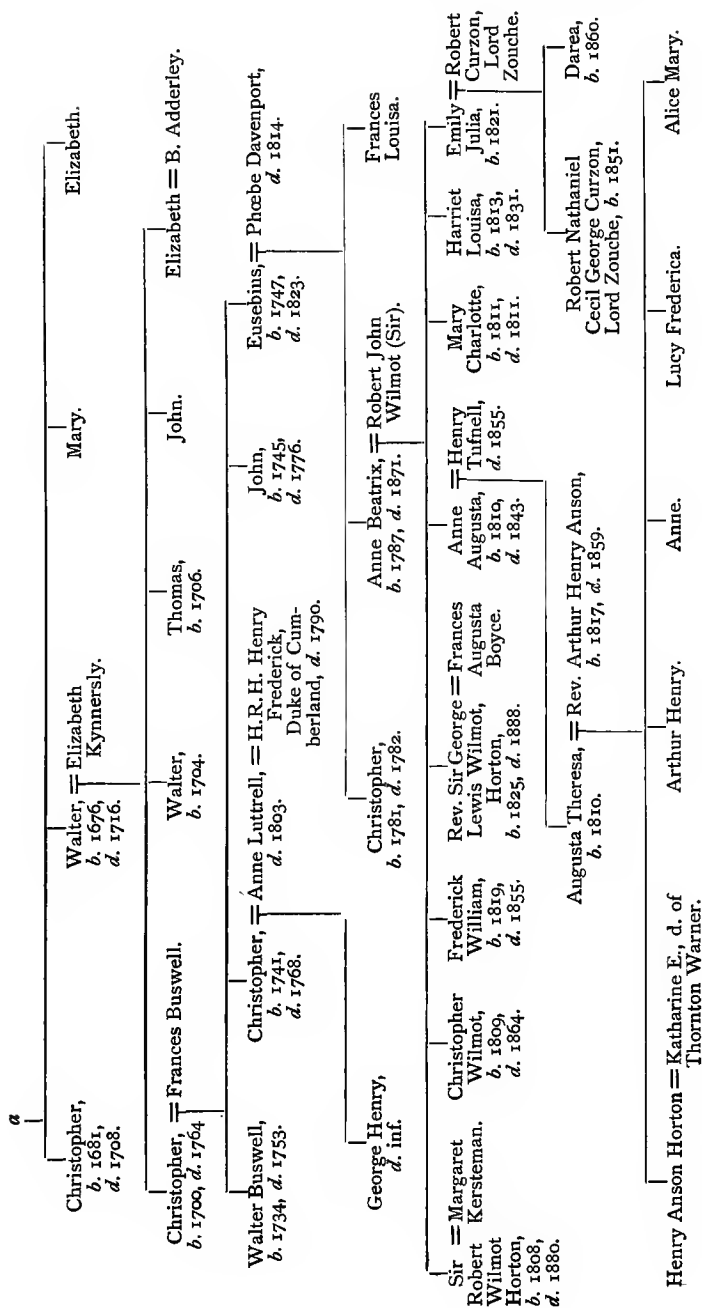 a
Christopher,
b. 1681,
d. 1708.
Walter, = Elizabeth
b. 1676, Kynnersly.
d. 1716.
Mary.
Elizabeth.
Christopher, = Frances Buswell.
b. 1700, d. 1764
Walter,
b. 1704.
Thomas,
b. 1706.
John.
Elizabeth = B. Adderley.
Walter Buswell,
b. 1734, d. 1753.
Christopher, = Anne Luttrell, = H.R.H. Henry
b. 1741, d. 1803. Frederick,
d. 1768. Duke of Cum-
berland, d. 1790.
John,
b. 1745,
d. 1776.
Eusebius, = Phœbe Davenport,
b. 1747, d. 1814.
d. 1823.
George Henry,
d. inf.
Christopher,
b. 1781, d. 1782.
Anne Beatrix, = Robert John
b. 1787, d. 1871. Wilmot (Sir).
Frances
Louisa.
Sir = Margaret
Robert Kersteman.
Wilmot
Horton,
b. 1808,
d. 1880.
Christopher
Wilmot,
b. 1809,
d. 1864.
Frederick
William,
b. 1819,
d. 1855.
Rev. Sir George = Frances
Lewis Wilmot, Augusta
Horton, Boyce.
b. 1825, d. 1888.
Anne = Henry
Augusta, Tufnell,
b. 1810, d. 1855.
d. 1843.
Mary
Charlotte,
b. 1811,
d. 1811.
Harriet
Louisa,
b. 1813,
d. 1831.
Emily = Robert
Julia, Curzon,
b. 1821. Lord
Zouche.
Augusta Theresa, = Rev. Arthur Henry Anson,
b. 1810. b. 1817, d. 1859.
Robert Nathaniel
Cecil George Curzon,
Lord Zouche, b. 1851.
Darea,
b. 1860.
Henry Anson Horton = Katharine E., d. of
Thornton Warner.
Arthur Henry.
Anne.
Lucy Frederica.
Alice Mary.